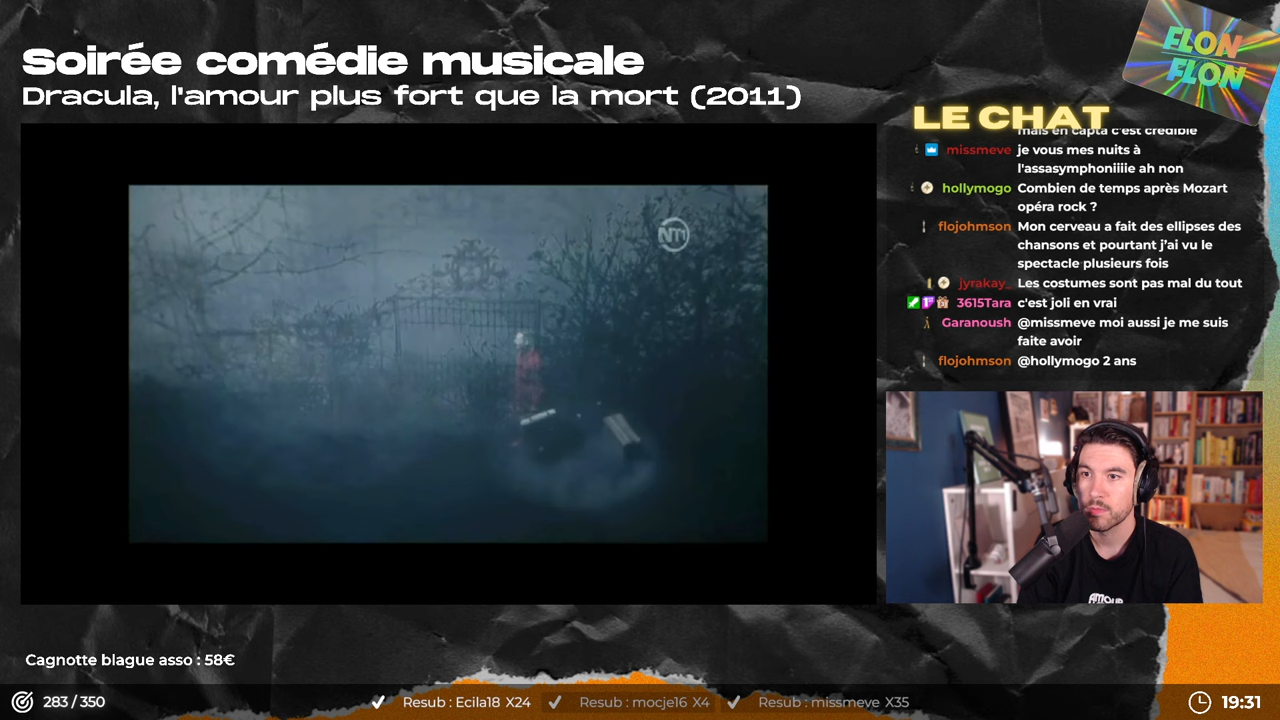 Soirée comédie musicale
Dracula, l'amour plus fort que la mort (2011)
FLON
FLON
LE CHAT
mais en capta c'est crédible
missmeve je vous mes nuits à
l'assasymphoniiiie ah non
hollymogo Combien de temps après Mozart
opéra rock ?
flojohmson Mon cerveau a fait des ellipses des
chansons et pourtant j'ai vu le
spectacle plusieurs fois
jyrakay_ Les costumes sont pas mal du tout
3615Tara c'est joli en vrai
Garanoush @missmeve moi aussi je me suis
faite avoir
flojohmson @hollymogo 2 ans
NT1
AMOUR
Cagnotte blague asso : 58€
283 / 350
Resub : Ecila18 X24
Resub : mocje16 X4
Resub : missmeve X35
19:31